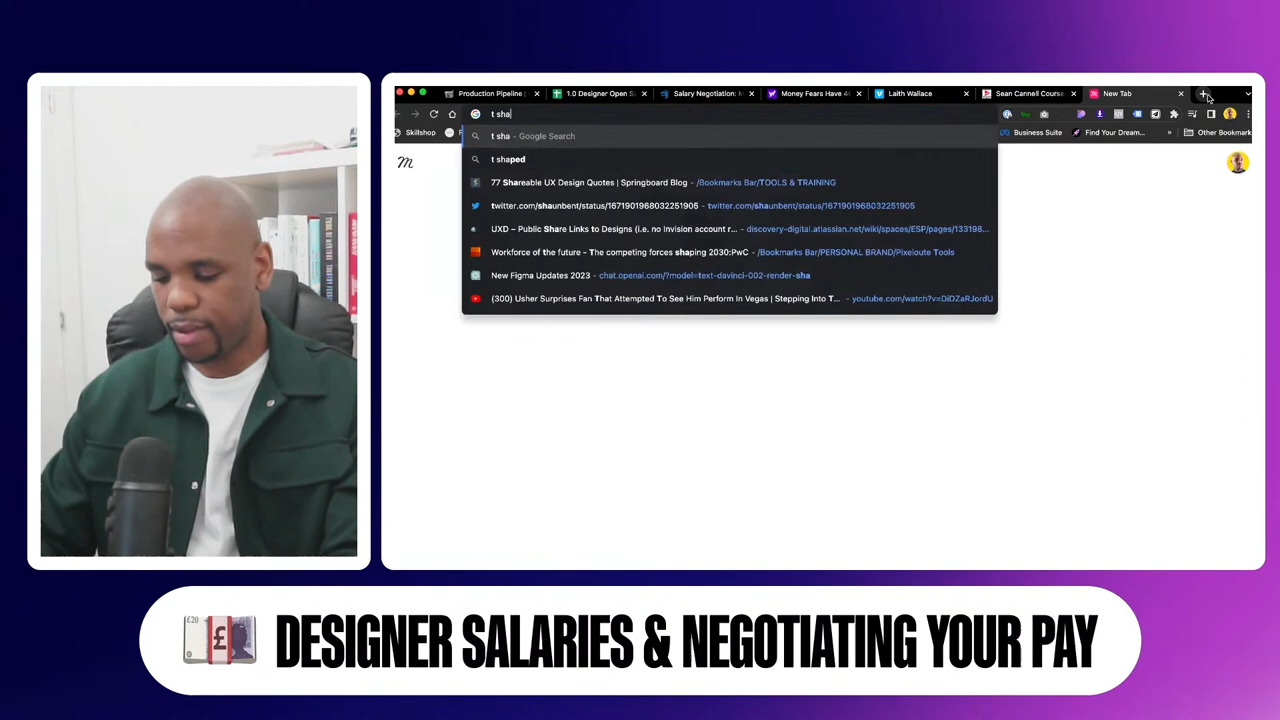 Production Pipeline |
1.0 Designer Open Sa
Salary Negotiation: M
Money Fears Have 4
Laith Wallace
Sean Cannell Course
New Tab
t sha
Skillshop
Business Suite
Find Your Dream...
»
Other Bookmark
t sha - Google Search
t shaped
77 Shareable UX Design Quotes | Springboard Blog - /Bookmarks Bar/TOOLS & TRAINING
twitter.com/shaunbent/status/1671901968032251905 - twitter.com/shaunbent/status/1671901968032251905
UXD – Public Share Links to Designs (i.e. no Invision account r... - discovery-digital.atlassian.net/wiki/spaces/ESP/pages/133198...
Workforce of the future - The competing forces shaping 2030:PwC - /Bookmarks Bar/PERSONAL BRAND/Pixeloute Tools
New Figma Updates 2023 - chat.openai.com/?model=text-davinci-002-render-sha
(300) Usher Surprises Fan That Attempted To See Him Perform In Vegas | Stepping Into T... - youtube.com/watch?v=DiDZaRJordU
M
£20
£
DESIGNER SALARIES & NEGOTIATING YOUR PAY